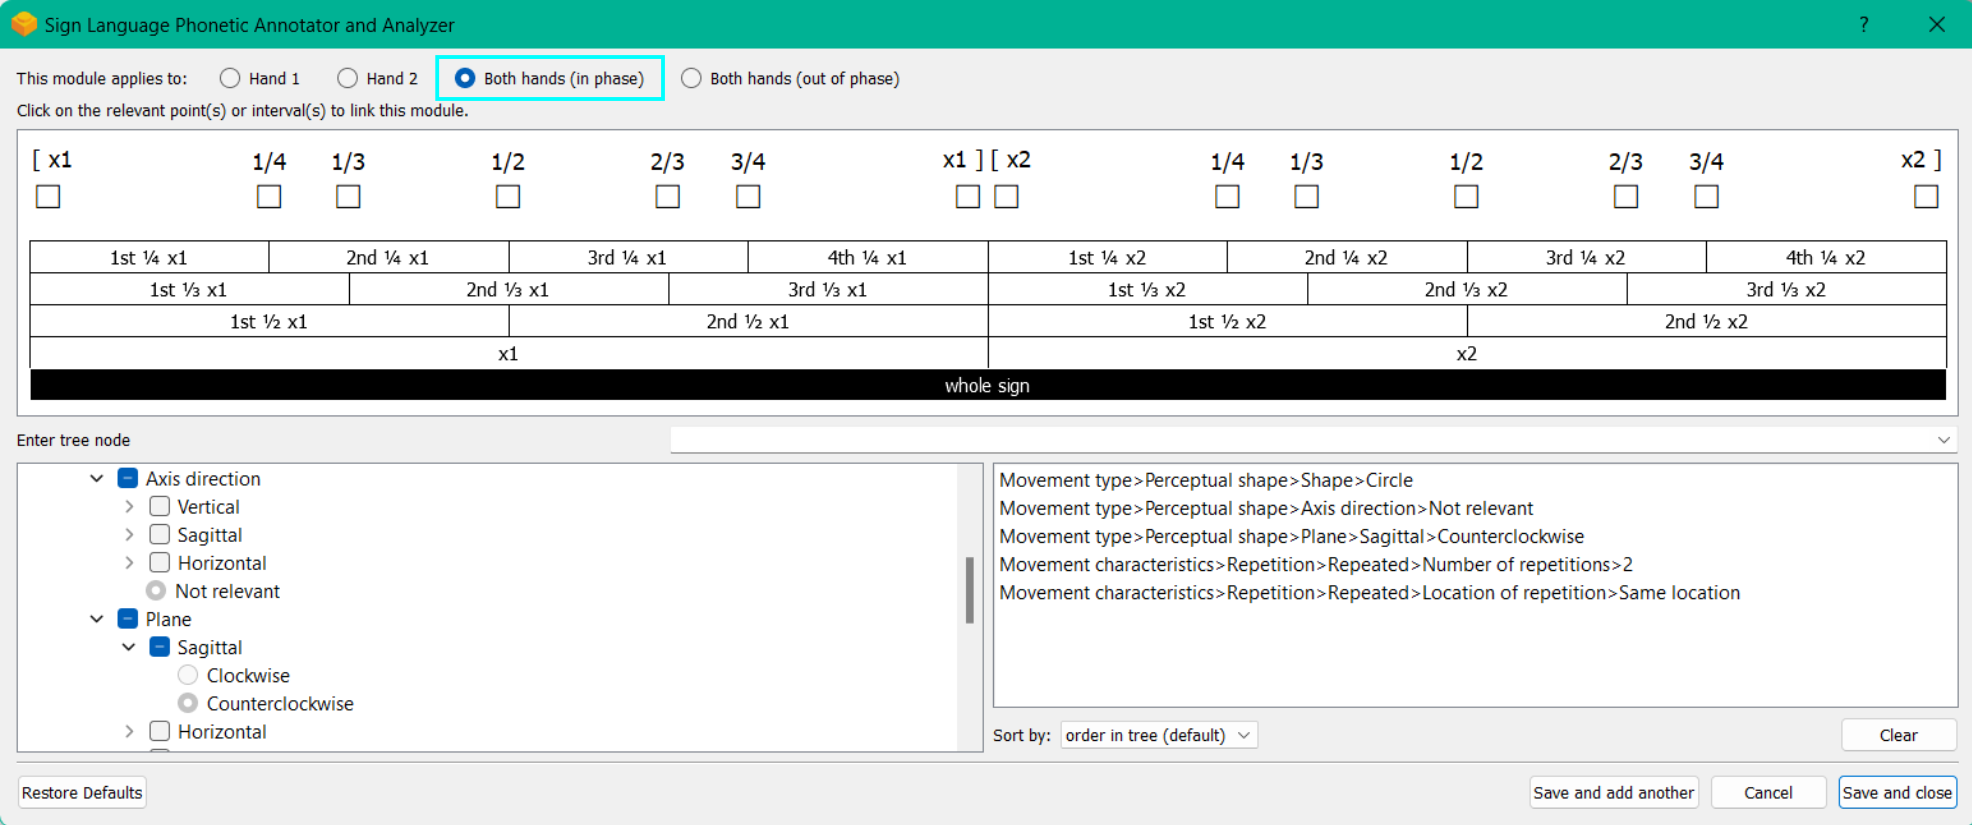 Sign Language Phonetic Annotator and Analyzer ?
This module applies to: Hand 1 Hand 2 Both hands (in phase) Both hands (out of phase)
Click on the relevant point(s) or interval(s) to link this module.
[ x1 1/4 1/3 1/2 2/3 3/4 x1 ] [ x2 1/4 1/3 1/2 2/3 3/4 x2 ]
1st ¼ x1 2nd ¼ x1 3rd ¼ x1 4th ¼ x1 1st ¼ x2 2nd ¼ x2 3rd ¼ x2 4th ¼ x2
1st ⅓ x1 2nd ⅓ x1 3rd ⅓ x1 1st ⅓ x2 2nd ⅓ x2 3rd ⅓ x2
1st ½ x1 2nd ½ x1 1st ½ x2 2nd ½ x2
x1 x2
whole sign
Enter tree node
Axis direction
Vertical
Sagittal
Horizontal
Not relevant
Plane
Sagittal
Clockwise
Counterclockwise
Horizontal
Movement type>Perceptual shape>Shape>Circle
Movement type>Perceptual shape>Axis direction>Not relevant
Movement type>Perceptual shape>Plane>Sagittal>Counterclockwise
Movement characteristics>Repetition>Repeated>Number of repetitions>2
Movement characteristics>Repetition>Repeated>Location of repetition>Same location
Sort by: order in tree (default) Clear
Restore Defaults Save and add another Cancel Save and close